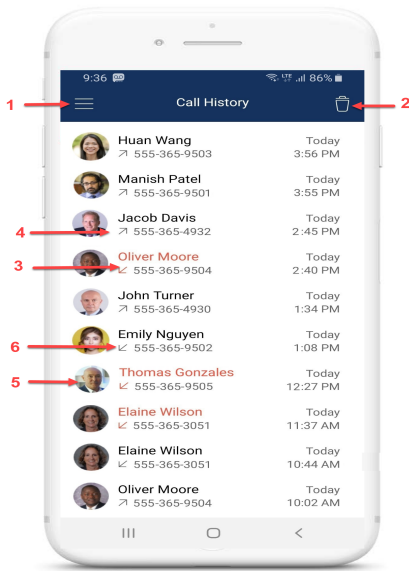 9:36 LTE 86%
1 Call History 2
Huan Wang Today
555-365-9503 3:56 PM
Manish Patel Today
555-365-9501 3:55 PM
Jacob Davis Today
4 555-365-4932 2:45 PM
Oliver Moore Today
3 555-365-9504 2:40 PM
John Turner Today
555-365-4930 1:34 PM
Emily Nguyen Today
6 555-365-9502 1:08 PM
Thomas Gonzales Today
5 555-365-9505 12:27 PM
Elaine Wilson Today
555-365-3051 11:37 AM
Elaine Wilson Today
555-365-3051 10:44 AM
Oliver Moore Today
555-365-9504 10:02 AM